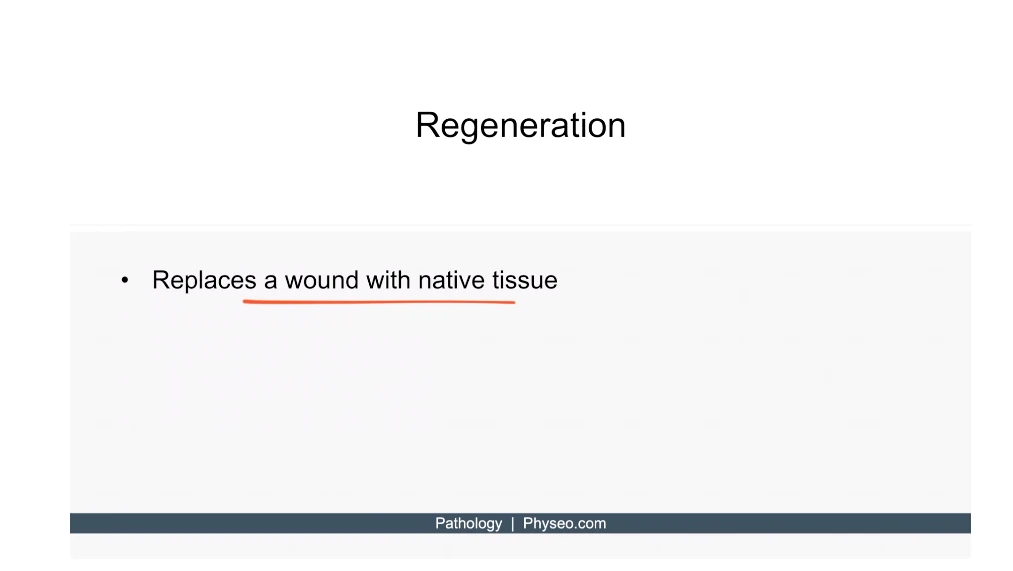 Regeneration
• Replaces a wound with native tissue
Pathology | Physeo.com